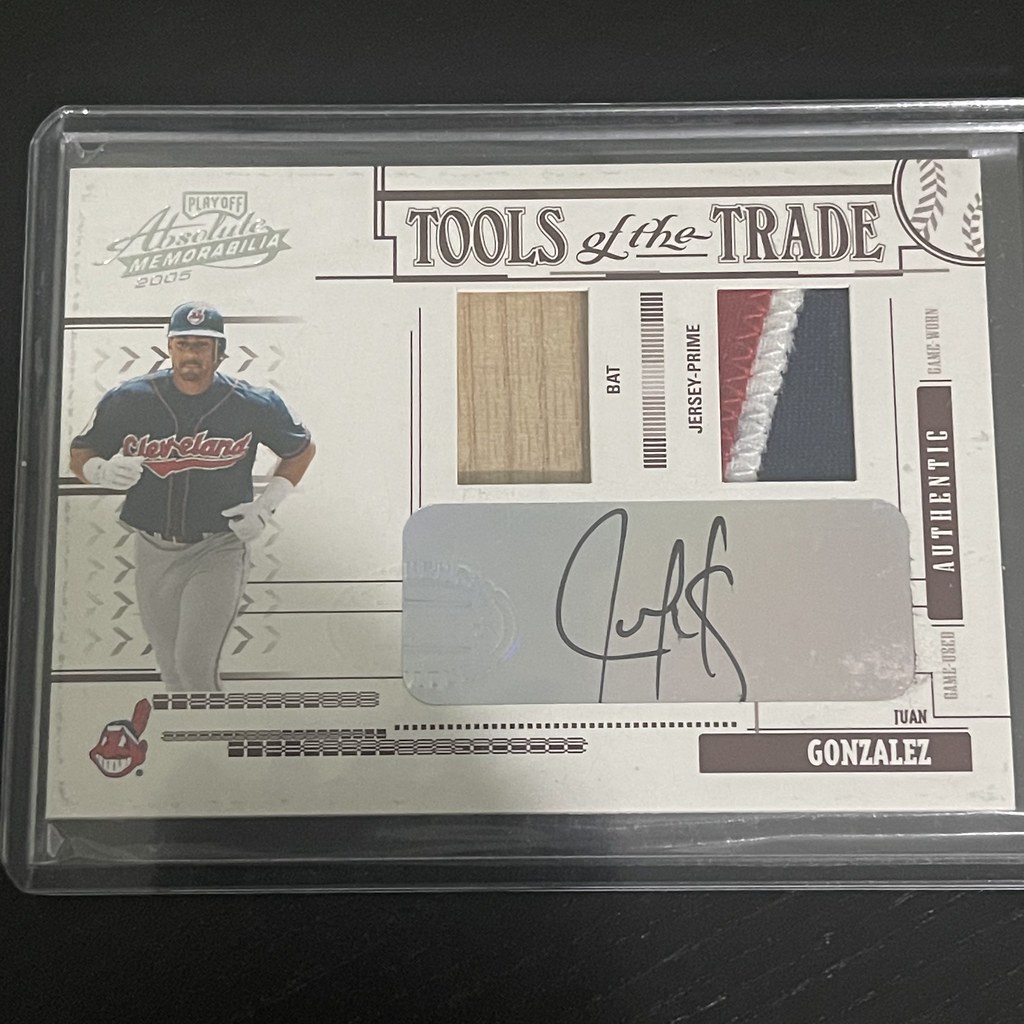 PLAYOFF
Absolute
MEMORABILIA
2005
TOOLS of the TRADE
BAT
JERSEY-PRIME
GAME-WORN
AUTHENTIC
GAME-USED
Cleveland
JUAN
GONZALEZ